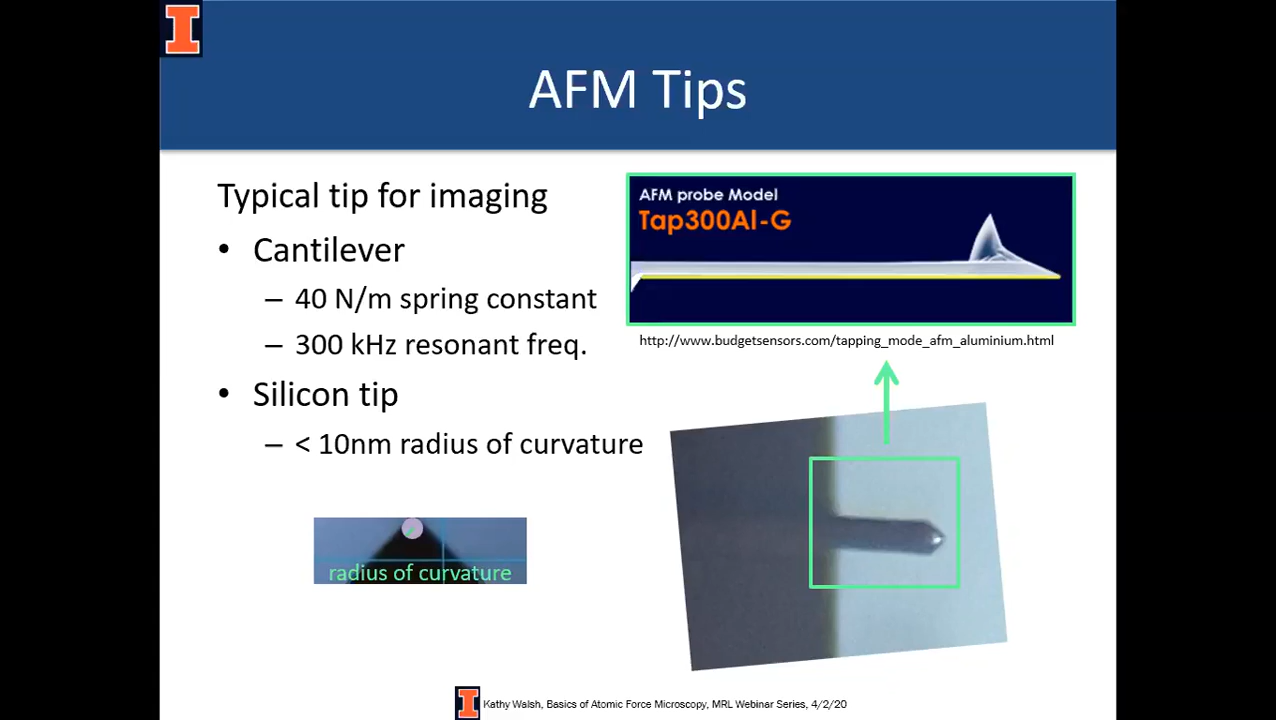 AFM Tips
Typical tip for imaging
• Cantilever
– 40 N/m spring constant
– 300 kHz resonant freq.
• Silicon tip
– < 10nm radius of curvature
radius of curvature
AFM probe Model
Tap300Al-G
http://www.budgetsensors.com/tapping_mode_afm_aluminium.html
Kathy Walsh, Basics of Atomic Force Microscopy, MRL Webinar Series, 4/2/20